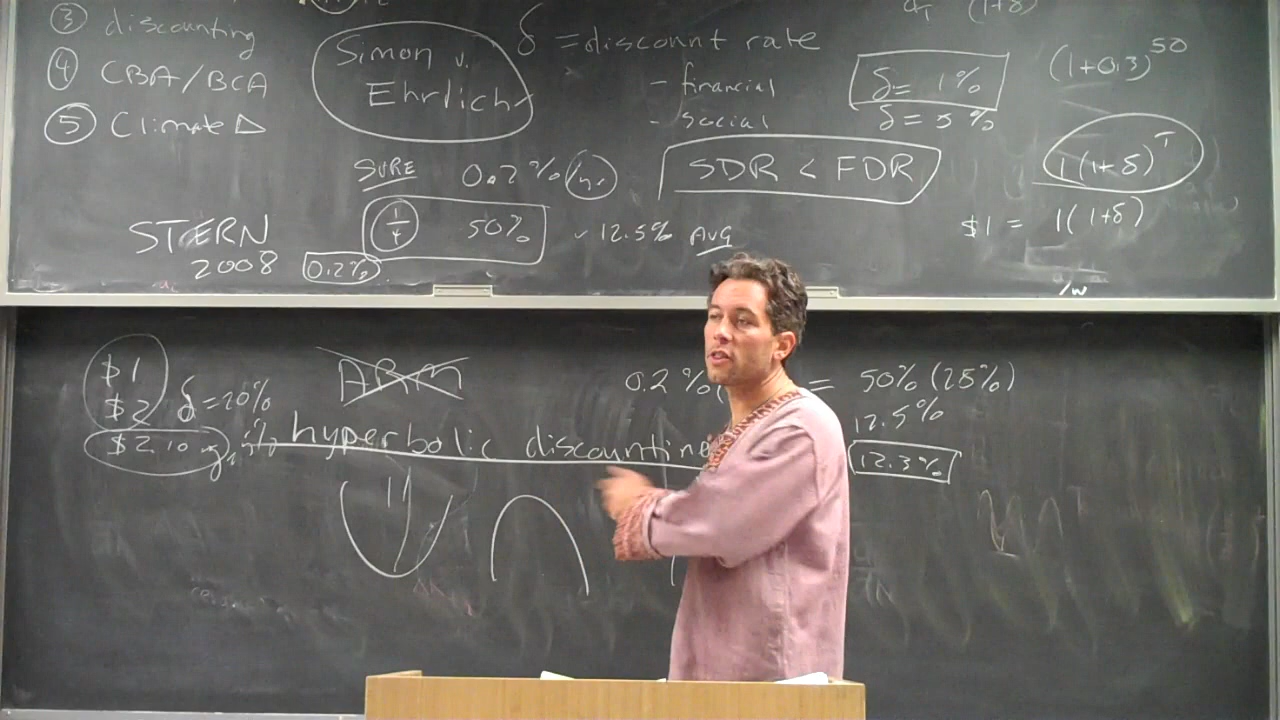 ③ discounting
④ CBA/BCA
⑤ Climate Δ
Simon v.
Ehrlich
δ = discount rate
- financial
- social
δ = 1%
δ = 5%
(1+0.3)^50
SURE 0.2%/yr.
SDR < FDR
1(1+δ)^T
$1 = 1(1+δ)
STERN
2008
0.2%
1/4 50%
12.5% AVG
$1
$2 δ=20%
$2.10
ARM
hyperbolic discounting
0.2% = 50% (25%)
12.5%
12.3%